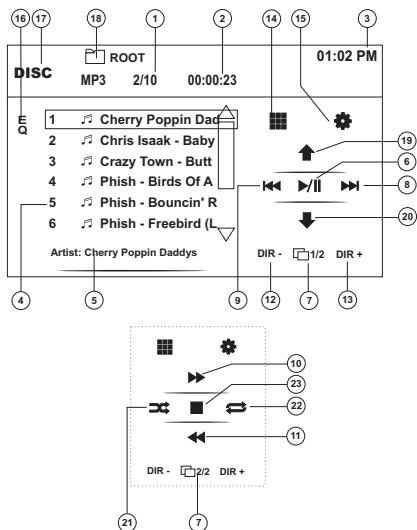 16 17 18 1 2 14 15 3
ROOT
01:02 PM
DISC
MP3 2/10 00:00:23
EQ
1 Cherry Poppin Dad
2 Chris Isaak - Baby
3 Crazy Town - Butt
4 Phish - Birds Of A
5 Phish - Bouncin' R
6 Phish - Freebird (L
Artist: Cherry Poppin Daddys
19
6
8
20
DIR - 1/2 DIR +
4 5 9 12 7 13
10
23
22
21
11
DIR - 2/2 DIR +
7